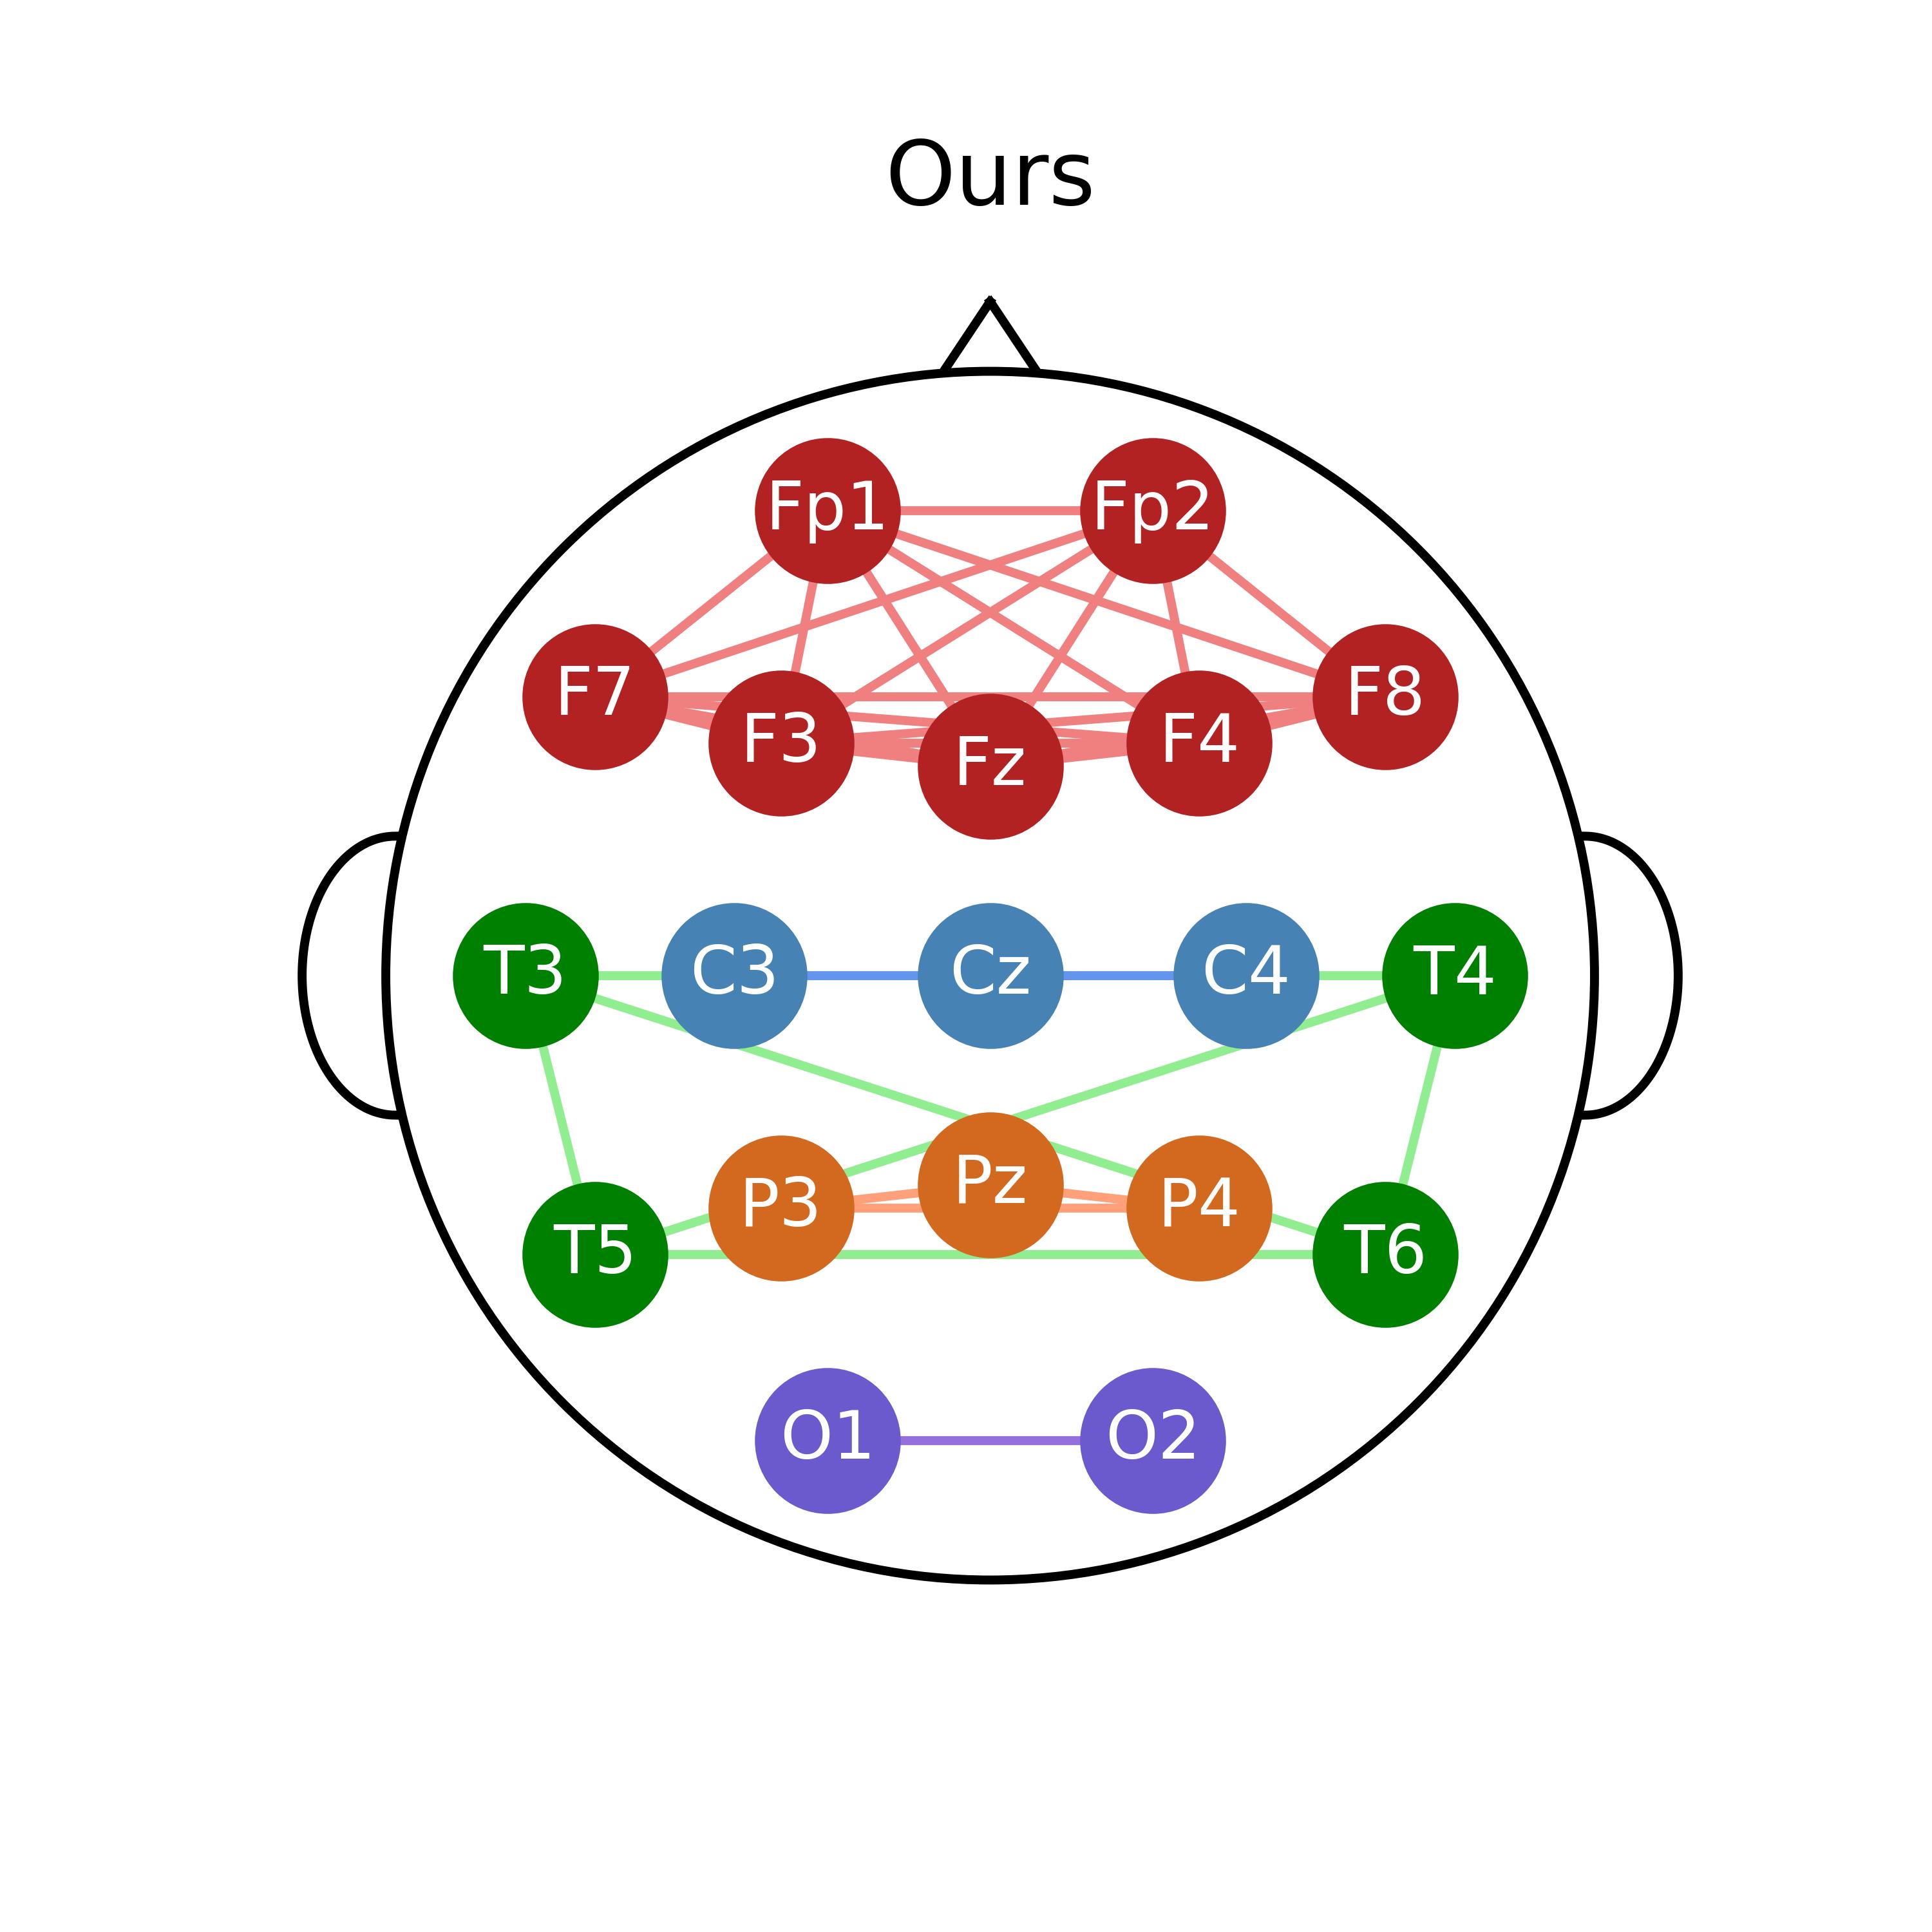 Ours
Fp1 Fp2
F7 F3 Fz F4 F8
T3 C3 Cz C4 T4
T5 P3 Pz P4 T6
O1 O2